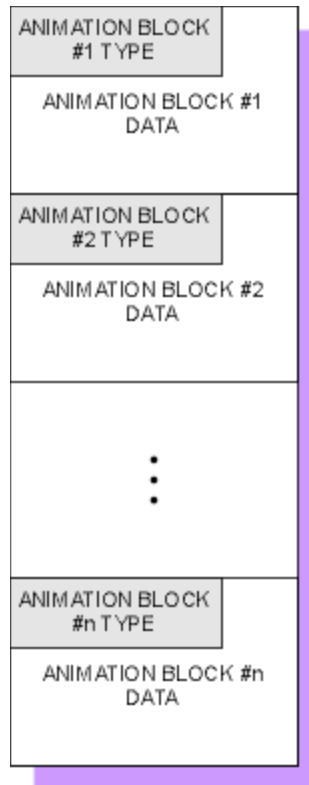 ANIMATION BLOCK
#1 TYPE
ANIMATION BLOCK #1
DATA
ANIMATION BLOCK
#2 TYPE
ANIMATION BLOCK #2
DATA
ANIMATION BLOCK
#n TYPE
ANIMATION BLOCK #n
DATA